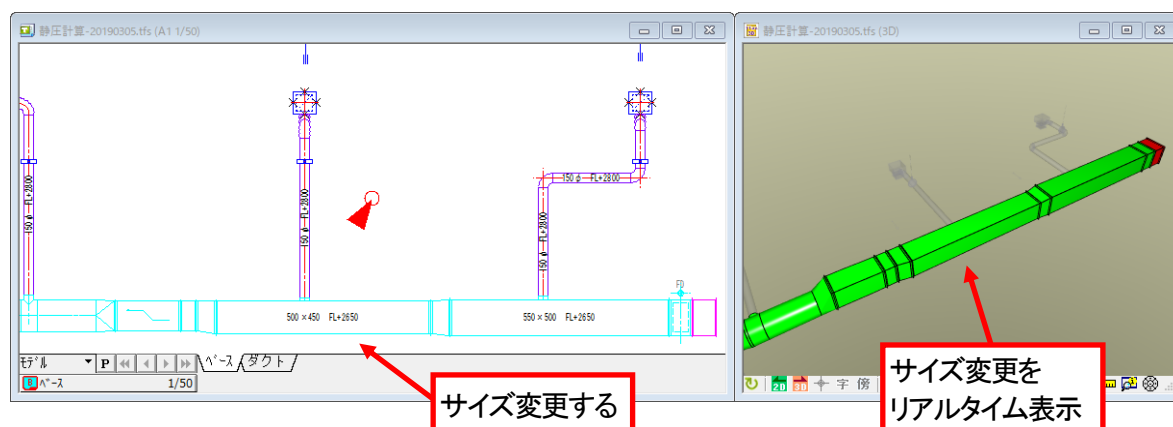 静圧計算-20190305.tfs (A1 1/50)
静圧計算-20190305.tfs (3D)
150φ FL+2800
150φ FL+2800
150φ FL+2800
150φ FL+2800
FD
500×450 FL+2650
550×500 FL+2650
モデル
P
ベース
ダクト
B ベース
1/50
サイズ変更する
2D
3D
字
傍
サイズ変更を
リアルタイム表示